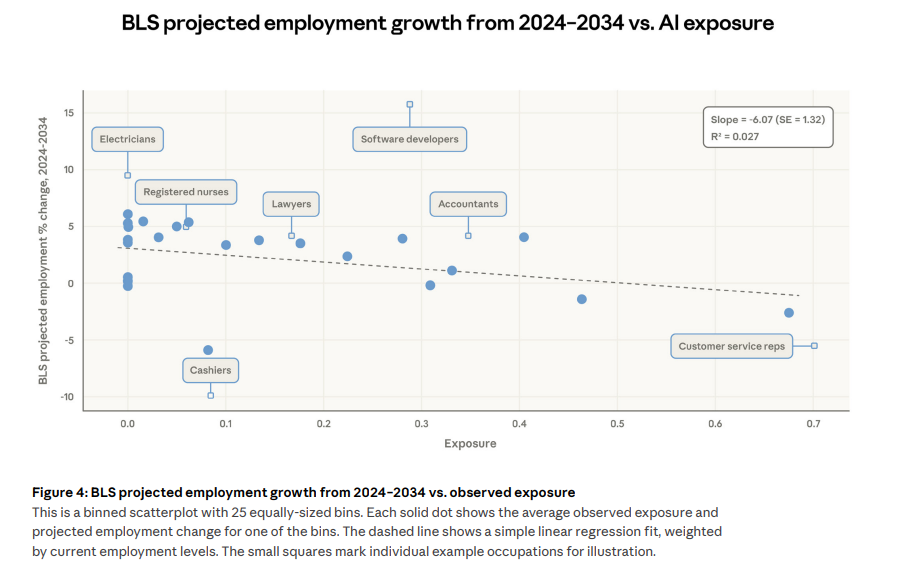 BLS projected employment growth from 2024–2034 vs. AI exposure
BLS projected employment % change, 2024-2034
15
10
5
0
-5
-10
Electricians
Software developers
Slope = -6.07 (SE = 1.32)
R² = 0.027
Registered nurses
Lawyers
Accountants
Customer service reps
Cashiers
0.0 0.1 0.2 0.3 0.4 0.5 0.6 0.7
Exposure
Figure 4: BLS projected employment growth from 2024–2034 vs. observed exposure
This is a binned scatterplot with 25 equally-sized bins. Each solid dot shows the average observed exposure and
projected employment change for one of the bins. The dashed line shows a simple linear regression fit, weighted
by current employment levels. The small squares mark individual example occupations for illustration.